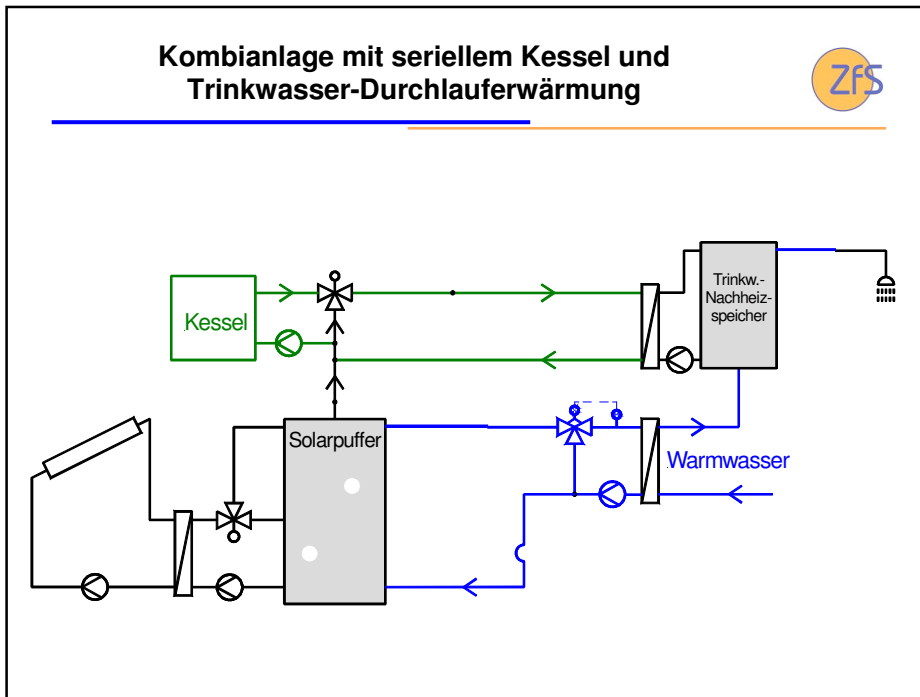 Kombianlage mit seriellem Kessel und
Trinkwasser-Durchlauferwärmung
ZfS
Kessel
Trinkw.-
Nachheiz-
speicher
Solarpuffer
Warmwasser